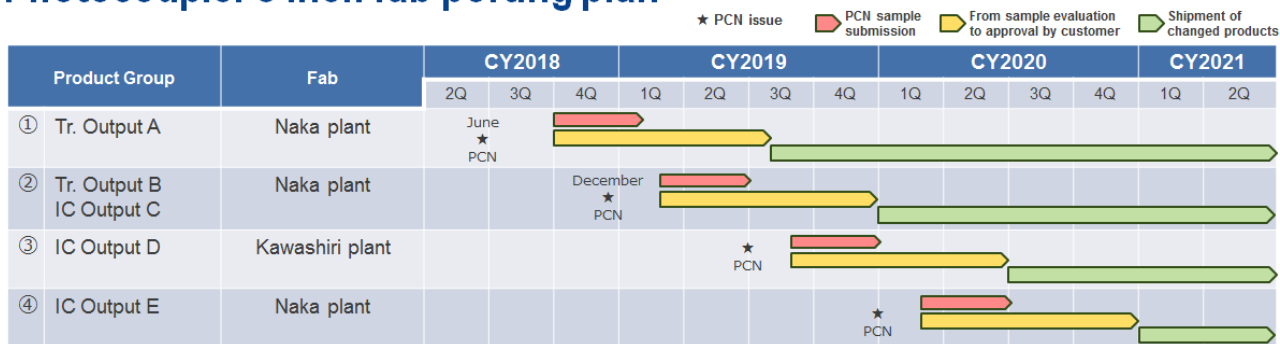 ★ PCN issue
PCN sample
submission
From sample evaluation
to approval by customer
Shipment of
changed products
Product Group Fab CY2018 CY2019 CY2020 CY2021
2Q 3Q 4Q 1Q 2Q 3Q 4Q 1Q 2Q 3Q 4Q 1Q 2Q
① Tr. Output A Naka plant
June
★
PCN
② Tr. Output B Naka plant
IC Output C
December
★
PCN
③ IC Output D Kawashiri plant
★
PCN
④ IC Output E Naka plant
★
PCN